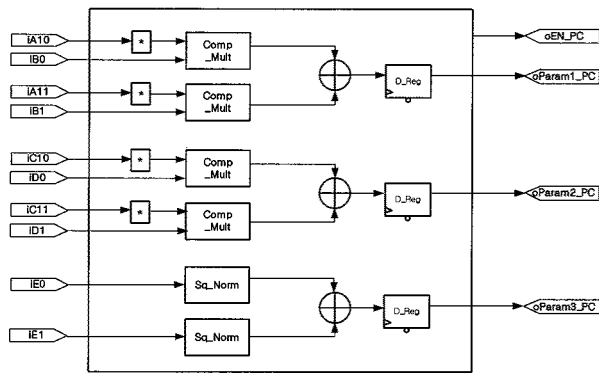 iA10
iB0
*
Comp
_Mult
oEN_PC
iA11
iB1
*
Comp
_Mult
D_Reg
oParam1_PC
iC10
iD0
*
Comp
_Mult
iC11
iD1
*
Comp
_Mult
D_Reg
oParam2_PC
iE0
Sq_Norm
iE1
Sq_Norm
D_Reg
oParam3_PC